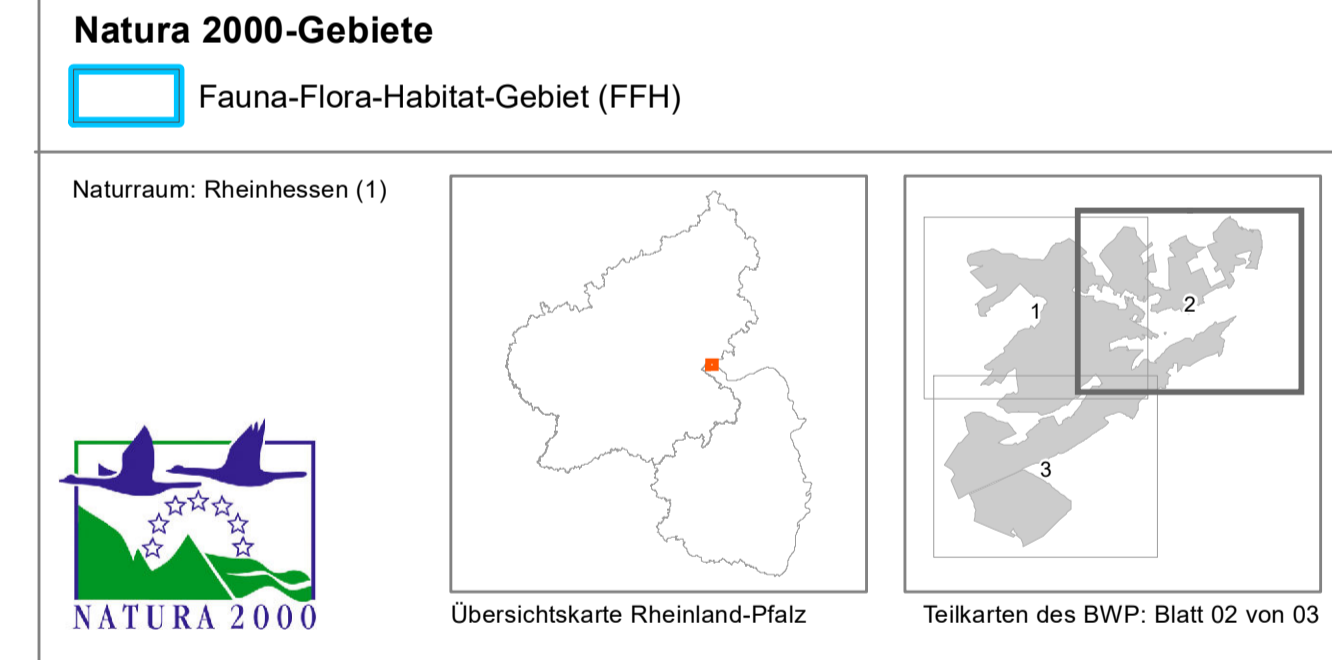 Natura 2000-Gebiete
Fauna-Flora-Habitat-Gebiet (FFH)
Naturraum: Rheinhessen (1)
1
2
3
NATURA 2000
Übersichtskarte Rheinland-Pfalz
Teilkarten des BWP: Blatt 02 von 03